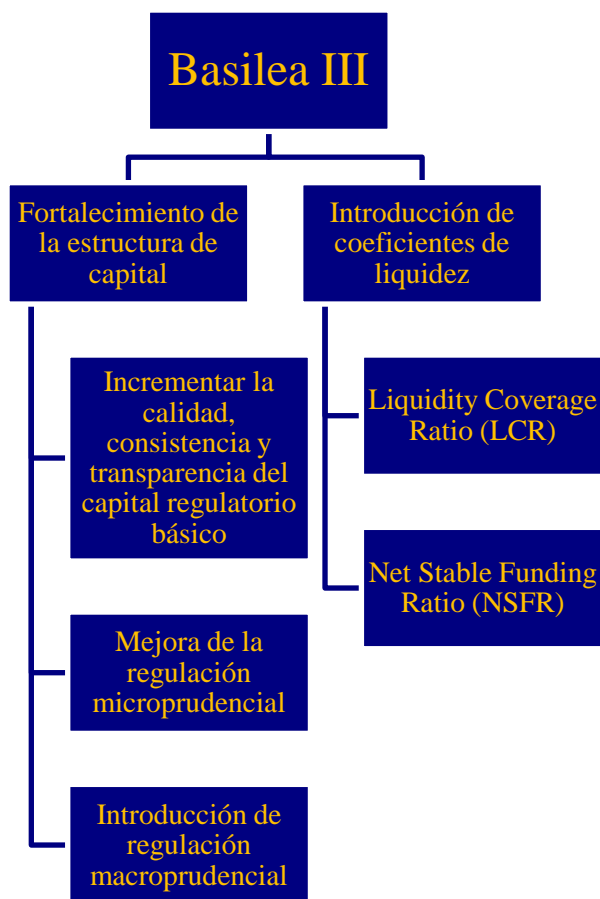 Basilea III
Fortalecimiento de
la estructura de
capital
Incrementar la
calidad,
consistencia y
transparencia del
capital regulatorio
básico
Mejora de la
regulación
microprudencial
Introducción de
regulación
macroprudencial
Introducción de
coeficientes de
liquidez
Liquidity Coverage
Ratio (LCR)
Net Stable Funding
Ratio (NSFR)